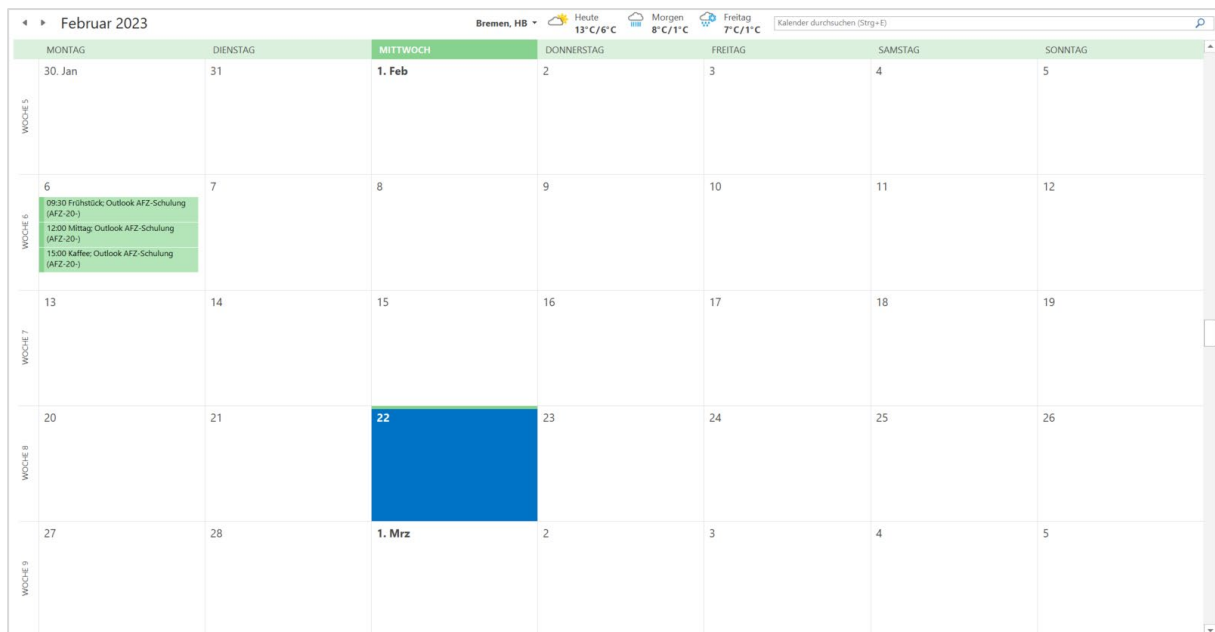 Februar 2023
Bremen, HB
Heute
13°C/6°C
Morgen
8°C/1°C
Freitag
7°C/1°C
Kalender durchsuchen (Strg+E)
MONTAG DIENSTAG MITTWOCH DONNERSTAG FREITAG SAMSTAG SONNTAG
WOCHE 5
30. Jan 31 1. Feb 2 3 4 5
WOCHE 6
6 7 8 9 10 11 12
09:30 Frühstück; Outlook AFZ-Schulung
(AFZ-20-)
12:00 Mittag; Outlook AFZ-Schulung
(AFZ-20-)
15:00 Kaffee; Outlook AFZ-Schulung
(AFZ-20-)
WOCHE 7
13 14 15 16 17 18 19
WOCHE 8
20 21 22 23 24 25 26
WOCHE 9
27 28 1. Mrz 2 3 4 5